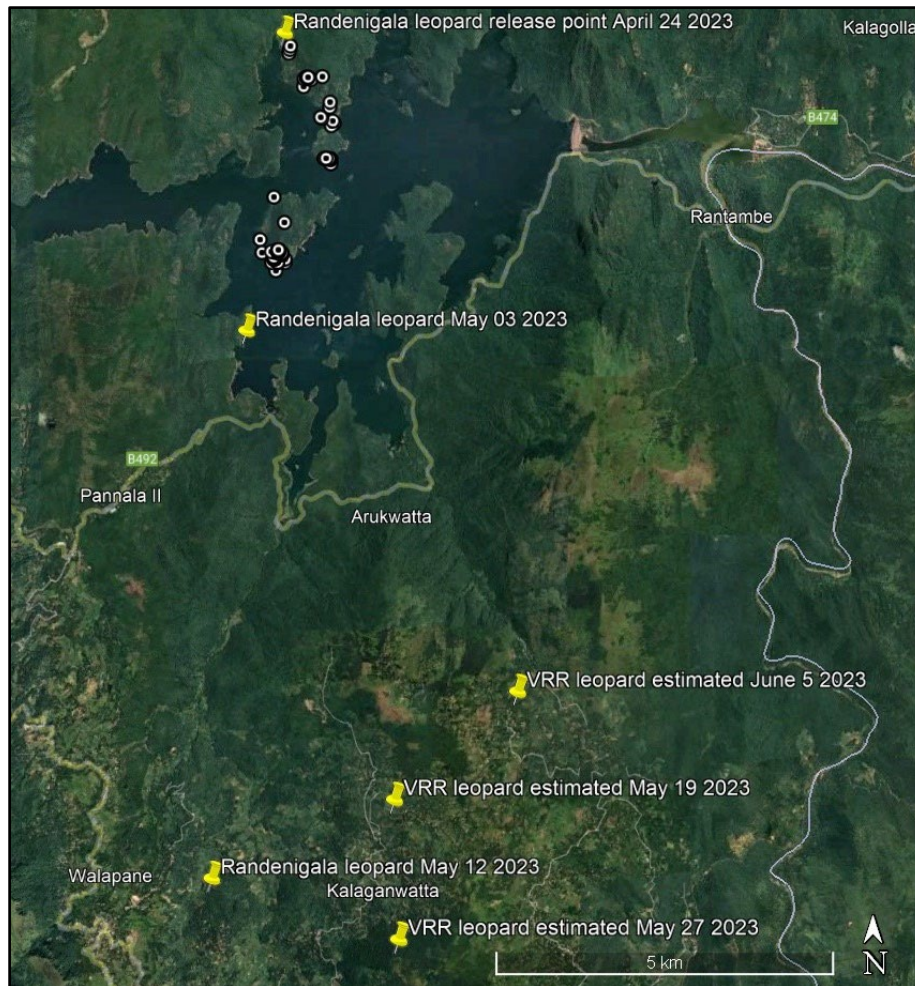 Randenigala leopard release point April 24 2023
Kalagolla
B474
Rantambe
Randenigala leopard May 03 2023
B492
Pannala II
Arukwatta
VRR leopard estimated June 5 2023
VRR leopard estimated May 19 2023
Randenigala leopard May 12 2023
Walapane
Kalaganwatta
VRR leopard estimated May 27 2023
5 km
N